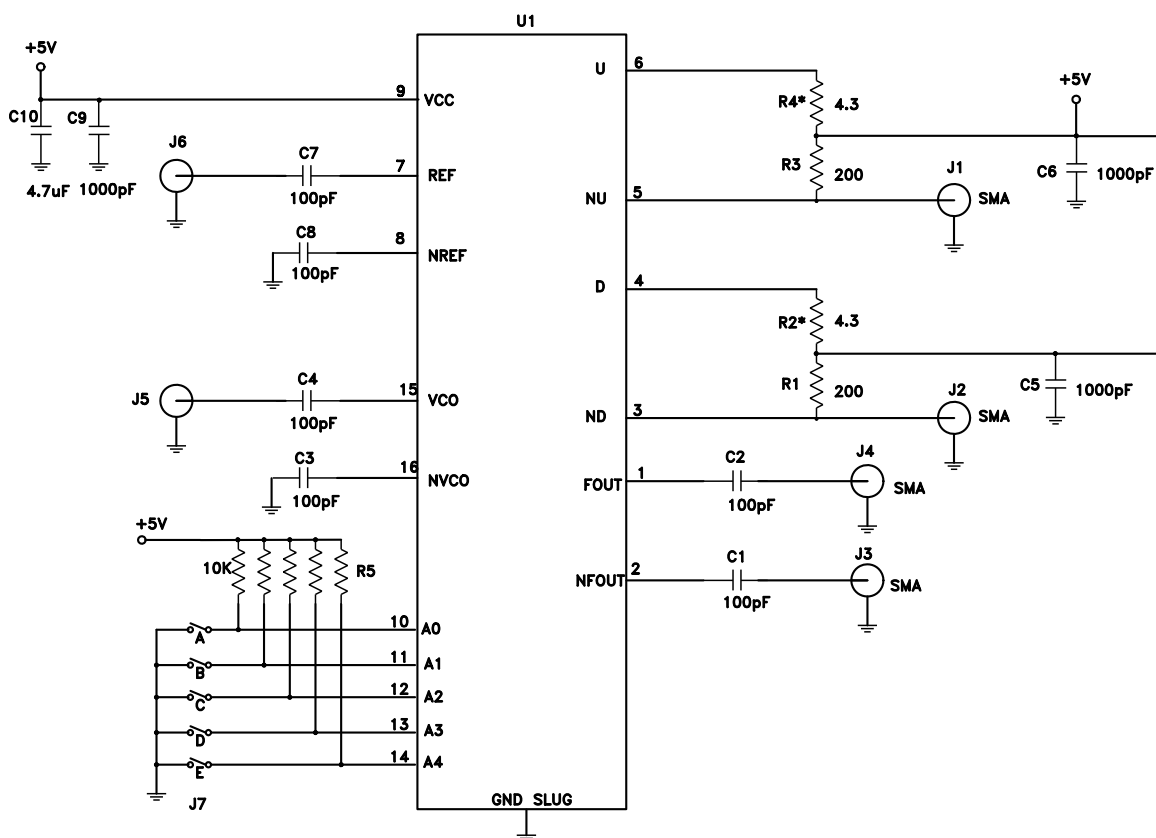 U1
+5V
9
VCC
C10
C9
4.7uF
1000pF
J6
C7
7
REF
100pF
C8
8
NREF
100pF
J5
C4
15
VCO
100pF
C3
16
NVCO
100pF
+5V
10K
R5
A
10
A0
B
11
A1
C
12
A2
D
13
A3
E
14
A4
J7
GND SLUG
U
6
R4*
4.3
+5V
R3
200
C6
1000pF
NU
5
J1
SMA
D
4
R2*
4.3
R1
200
C5
1000pF
ND
3
J2
SMA
FOUT
1
C2
100pF
J4
SMA
NFOUT
2
C1
100pF
J3
SMA